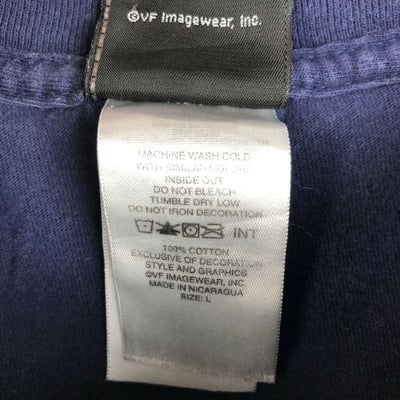 ©VF Imagewear, Inc.
MACHINE WASH COLD
WITH SIMILAR COLORS
INSIDE OUT
DO NOT BLEACH
TUMBLE DRY LOW
DO NOT IRON DECORATION
INT
100% COTTON
EXCLUSIVE OF DECORATION
STYLE AND GRAPHICS
©VF IMAGEWEAR, INC
MADE IN NICARAGUA
SIZE: L